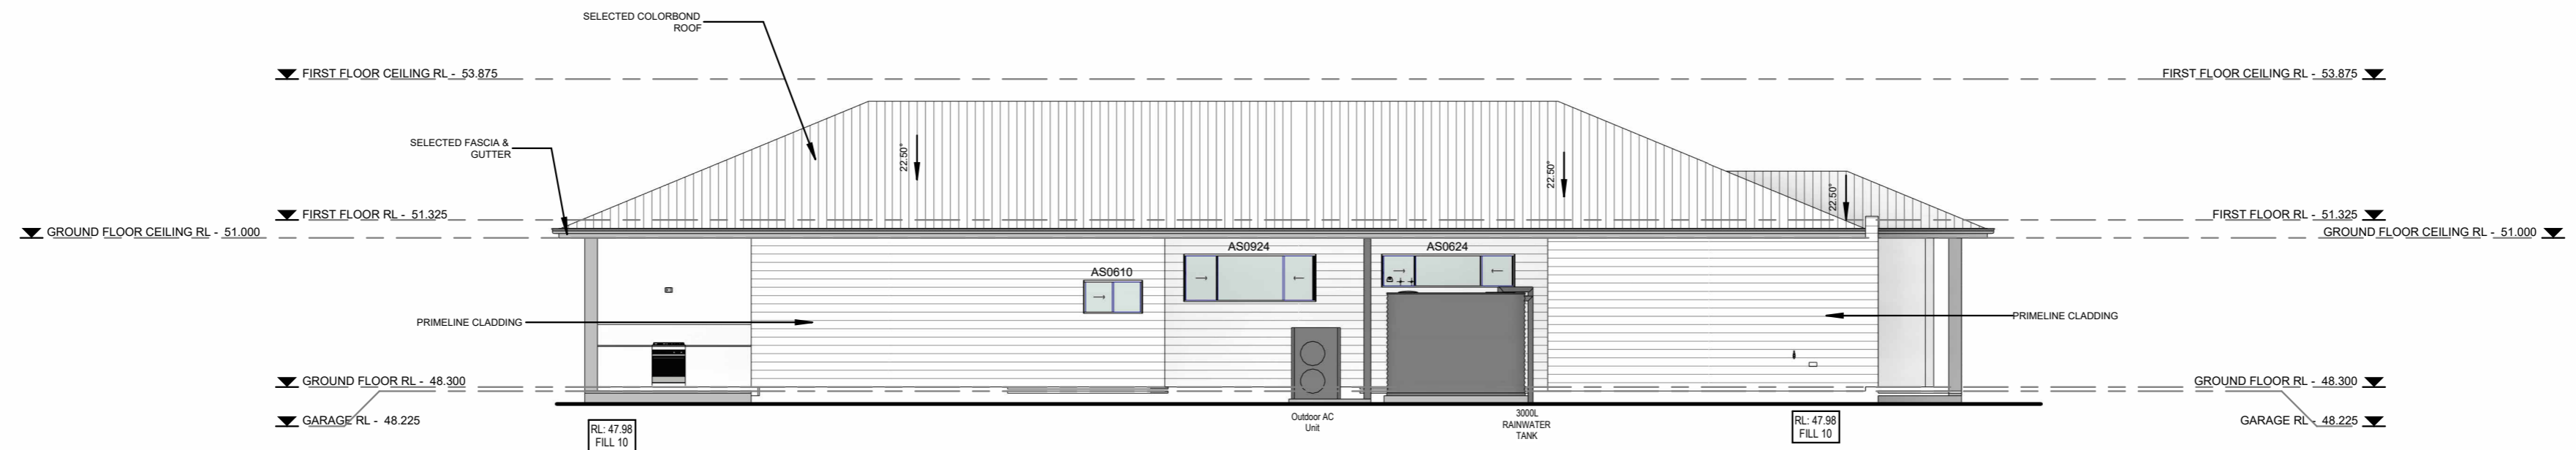 SELECTED COLORBOND
ROOF
FIRST FLOOR CEILING RL - 53.875
FIRST FLOOR CEILING RL - 53.875
SELECTED FASCIA &
GUTTER
22.50°
22.50°
22.50°
FIRST FLOOR RL - 51.325
FIRST FLOOR RL - 51.325
GROUND FLOOR CEILING RL - 51.000
GROUND FLOOR CEILING RL - 51.000
AS0924
AS0624
AS0610
PRIMELINE CLADDING
PRIMELINE CLADDING
GROUND FLOOR RL - 48.300
GROUND FLOOR RL - 48.300
GARAGE RL - 48.225
GARAGE RL - 48.225
RL: 47.98
FILL 10
Outdoor AC
Unit
3000L
RAINWATER
TANK
RL: 47.98
FILL 10